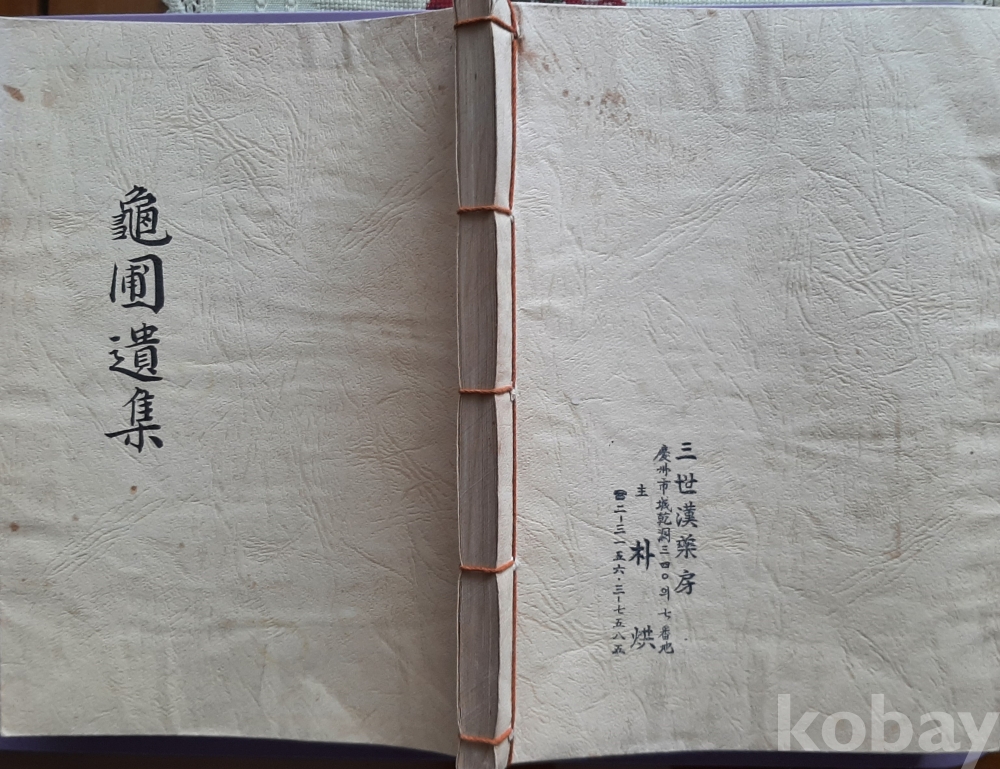 龜圃遺集
三世漢藥房
慶州市城乾洞三四〇의七番地
主 朴 烘
☎二-三一五六·三-七五八五
kobay